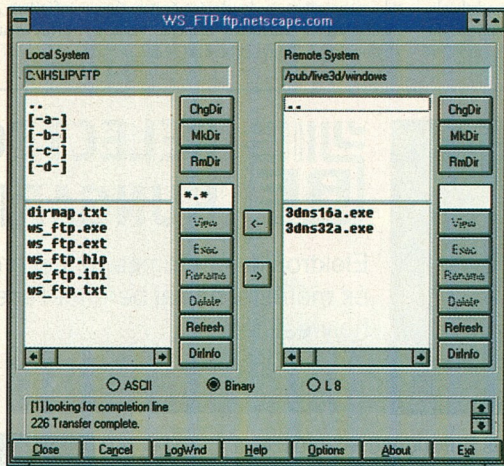 WS_FTP ftp.netscape.com
Local System
C:\IHSLIP\FTP
..
[-a-]
[-b-]
[-c-]
[-d-]
ChgDir
MkDir
RmDir
*.*
dirmap.txt
ws_ftp.exe
ws_ftp.ext
ws_ftp.hlp
ws_ftp.ini
ws_ftp.txt
View
Exec
Rename
Delete
Refresh
DirInfo
<-
-->
Remote System
/pub/live3d/windows
..
ChgDir
MkDir
RmDir
3dns16a.exe
3dns32a.exe
View
Exec
Rename
Delete
Refresh
DirInfo
ASCII Binary L 8
[1] looking for completion line
226 Transfer complete.
Close Cancel LogWnd Help Options About Exit